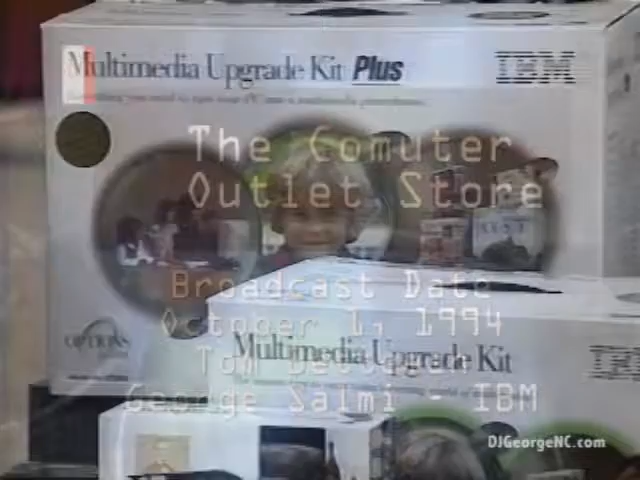 Multimedia Upgrade Kit Plus
IBM
The Comuter
Outlet Store
Broadcast Date
October 1, 1994
Tom
George Salmi - IBM
OPTIONS
Multimedia Upgrade Kit
IBM
DJGeorgeNC.com